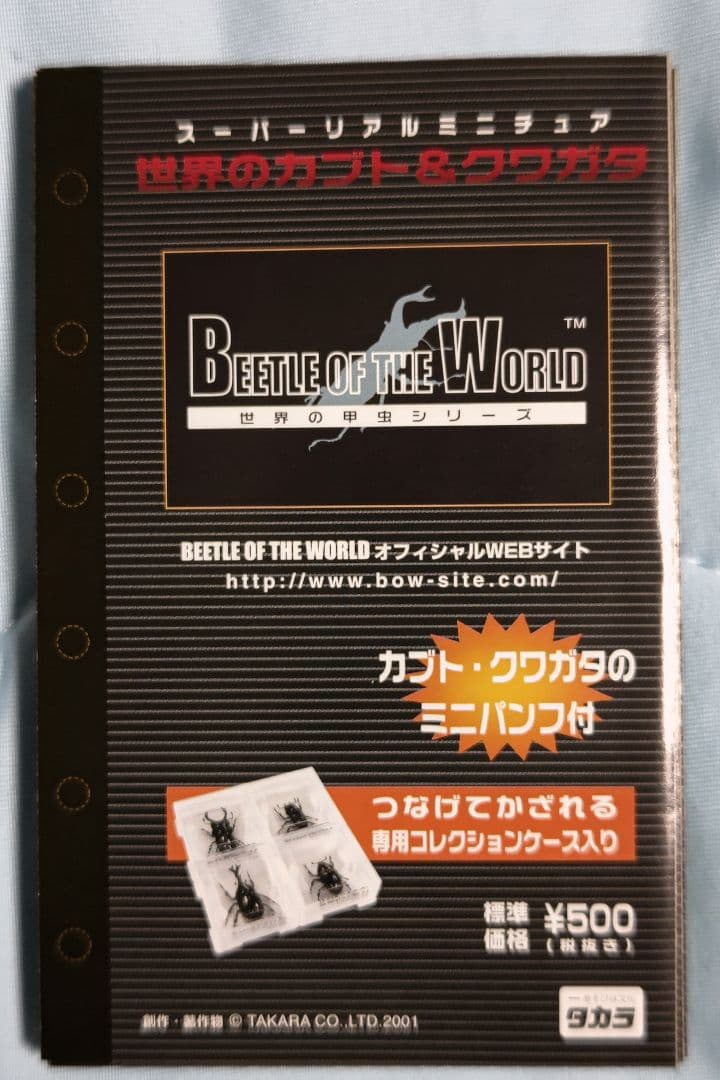 スーパーリアルミニチュア
世界のカブト&クワガタ
BEETLE OF THE WORLD TM
世界の甲虫シリーズ
BEETLE OF THE WORLD オフィシャルWEBサイト
http://www.bow-site.com/
カブト・クワガタの
ミニパンフ付
つなげてかざれる
専用コレクションケース入り
標準
価格
¥500
(税抜き)
タカラ
創作・著作物 © TAKARA CO.,LTD.2001